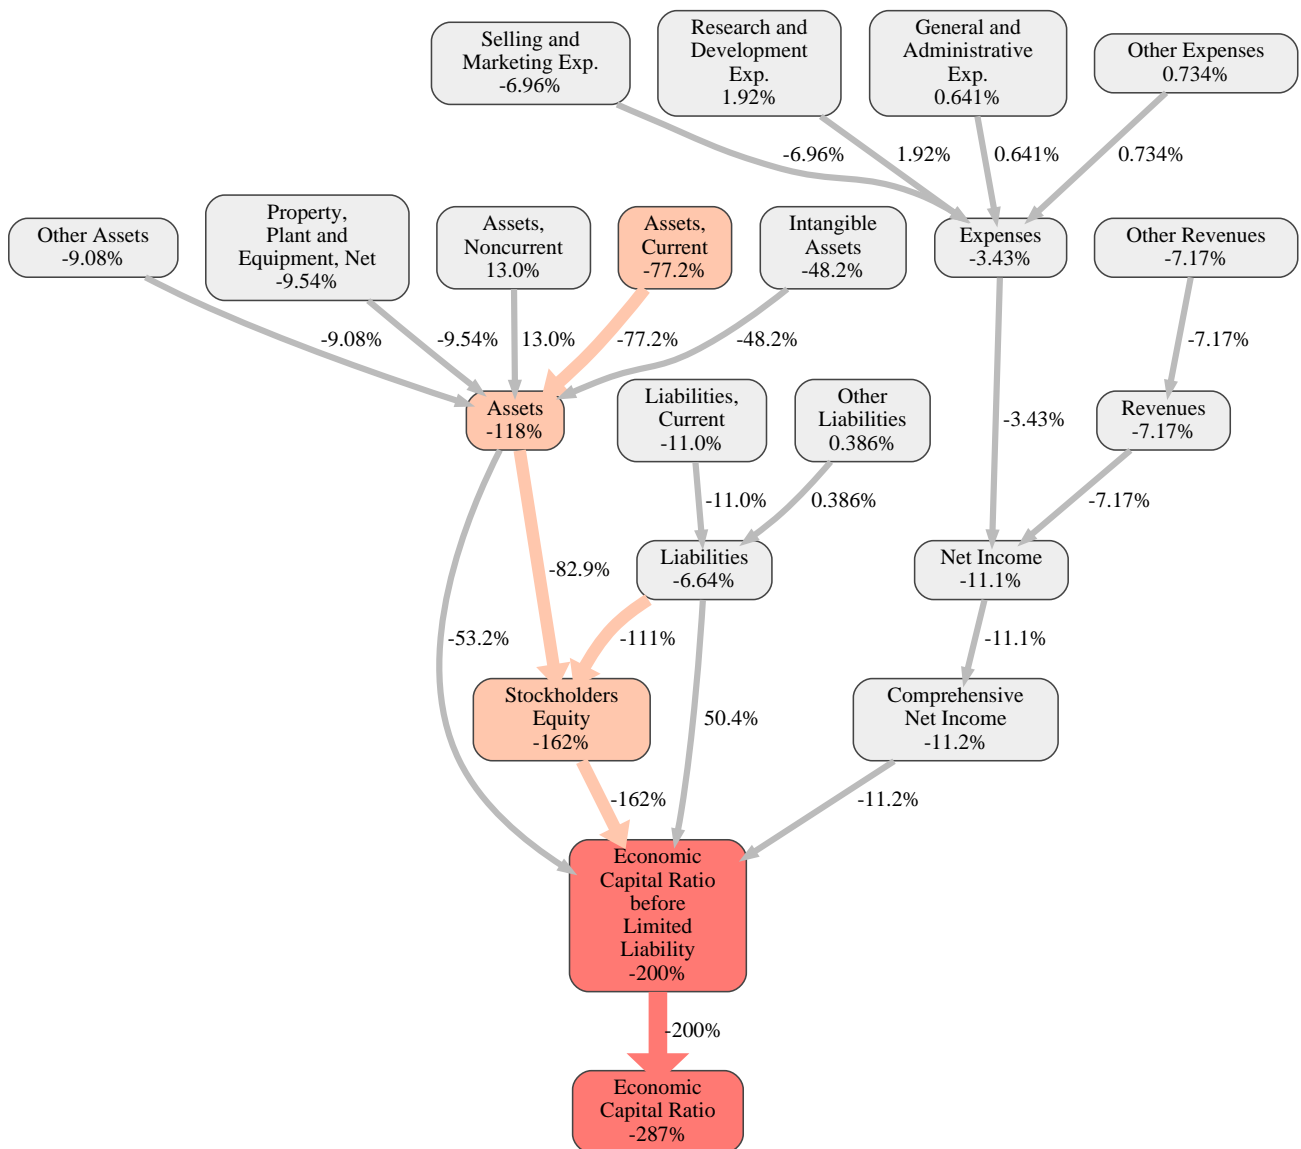 Selling and
Marketing Exp.
-6.96%
Research and
Development
Exp.
1.92%
General and
Administrative
Exp.
0.641%
Other Expenses
0.734%
-6.96%
1.92%
0.641%
0.734%
Other Assets
-9.08%
Property,
Plant and
Equipment, Net
-9.54%
Assets,
Noncurrent
13.0%
Assets,
Current
-77.2%
Intangible
Assets
-48.2%
Expenses
-3.43%
Other Revenues
-7.17%
-9.08%
-9.54%
13.0%
-77.2%
-48.2%
-7.17%
Assets
-118%
Liabilities,
Current
-11.0%
Other
Liabilities
0.386%
-3.43%
Revenues
-7.17%
-11.0%
0.386%
-7.17%
-82.9%
Liabilities
-6.64%
Net Income
-11.1%
-53.2%
-111%
-11.1%
Stockholders
Equity
-162%
50.4%
Comprehensive
Net Income
-11.2%
-162%
-11.2%
Economic
Capital Ratio
before
Limited
Liability
-200%
-200%
Economic
Capital Ratio
-287%